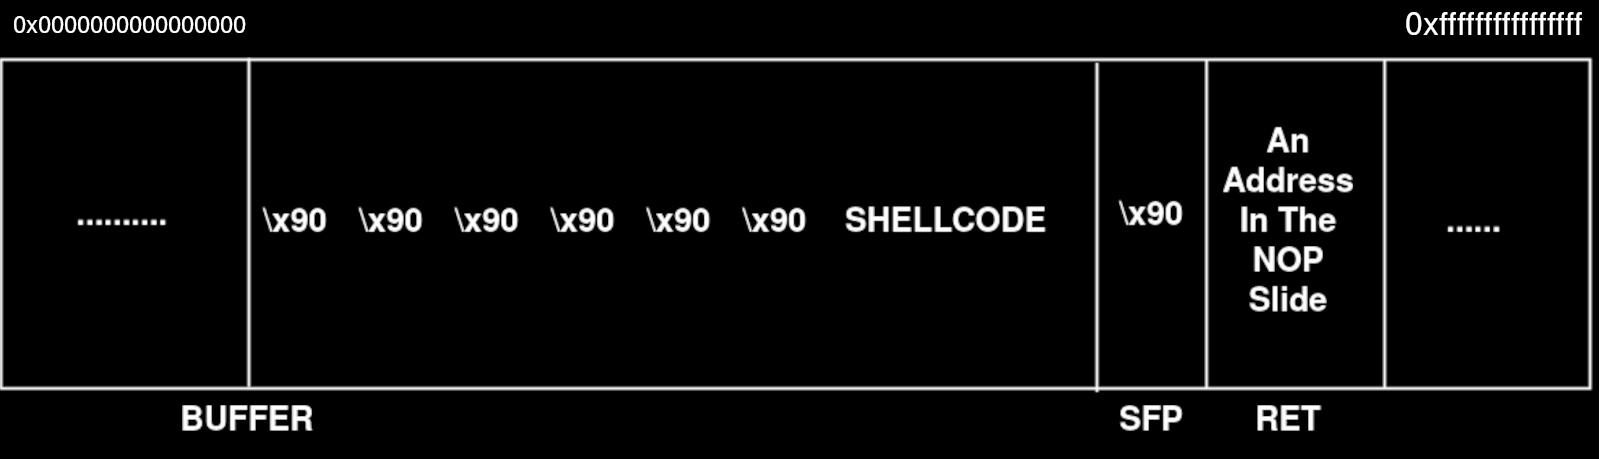 0x0000000000000000
0xffffffffffffffff
..........
\x90 \x90 \x90 \x90 \x90 \x90 SHELLCODE
\x90
An
Address
In The
NOP
Slide
......
BUFFER
SFP
RET